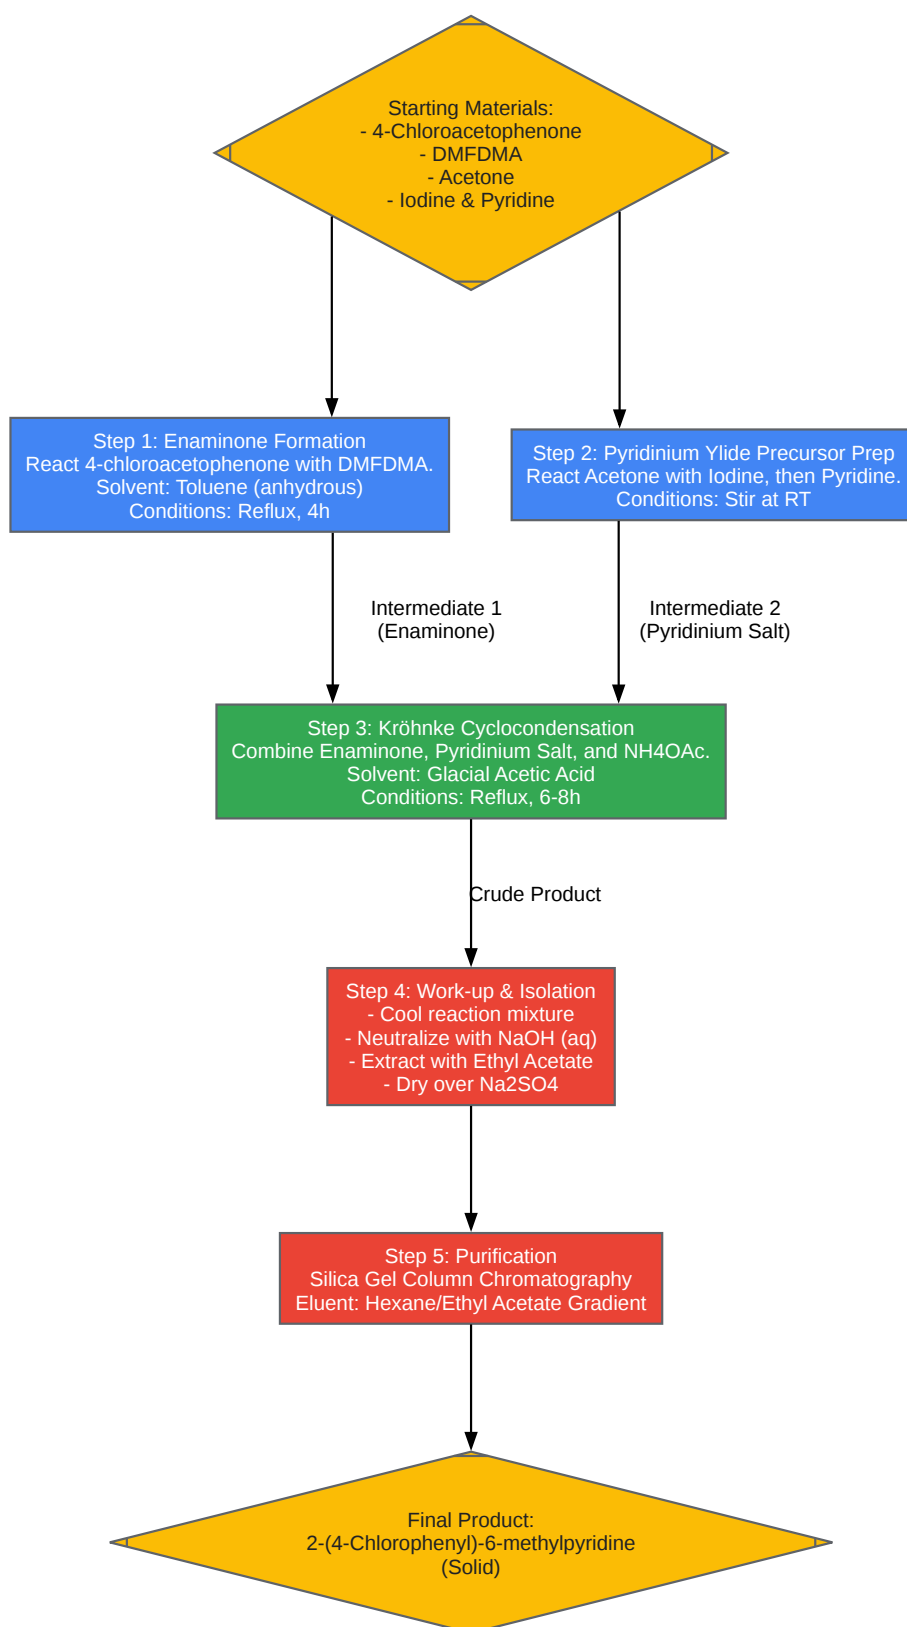 Starting Materials:
- 4-Chloroacetophenone
- DMFDMA
- Acetone
- Iodine & Pyridine
Step 1: Enaminone Formation
React 4-chloroacetophenone with DMFDMA.
Solvent: Toluene (anhydrous)
Conditions: Reflux, 4h
Step 2: Pyridinium Ylide Precursor Prep
React Acetone with Iodine, then Pyridine.
Conditions: Stir at RT
Intermediate 1
(Enaminone)
Intermediate 2
(Pyridinium Salt)
Step 3: Kröhnke Cyclocondensation
Combine Enaminone, Pyridinium Salt, and NH4OAc.
Solvent: Glacial Acetic Acid
Conditions: Reflux, 6-8h
Crude Product
Step 4: Work-up & Isolation
- Cool reaction mixture
- Neutralize with NaOH (aq)
- Extract with Ethyl Acetate
- Dry over Na2SO4
Step 5: Purification
Silica Gel Column Chromatography
Eluent: Hexane/Ethyl Acetate Gradient
Final Product:
2-(4-Chlorophenyl)-6-methylpyridine
(Solid)